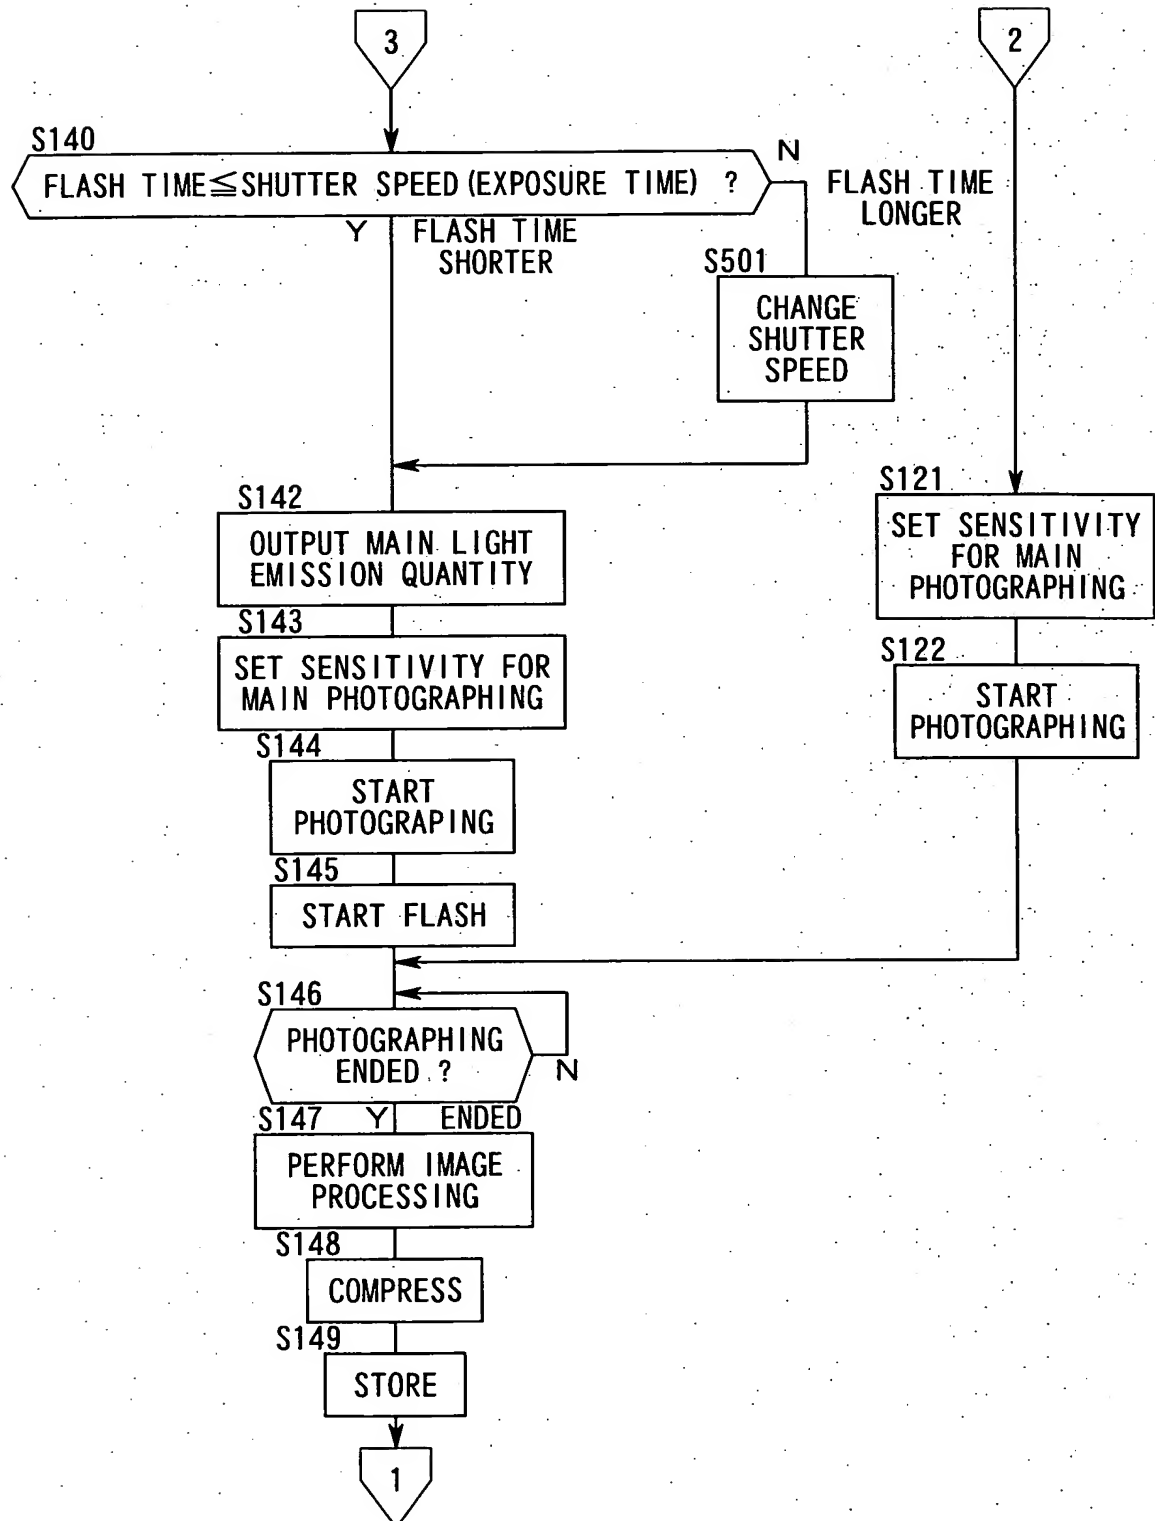 3
2
S140
FLASH TIME≦SHUTTER SPEED (EXPOSURE TIME) ?
N
FLASH TIME
LONGER
Y
FLASH TIME
SHORTER
S501
CHANGE
SHUTTER
SPEED
S142
OUTPUT MAIN LIGHT
EMISSION QUANTITY
S121
SET SENSITIVITY
FOR MAIN
PHOTOGRAPHING
S143
SET SENSITIVITY FOR
MAIN PHOTOGRAPHING
S122
START
PHOTOGRAPHING
S144
START
PHOTOGRAPING
S145
START FLASH
S146
PHOTOGRAPHING
ENDED ?
N
S147
Y
ENDED
PERFORM IMAGE
PROCESSING
S148
COMPRESS
S149
STORE
1